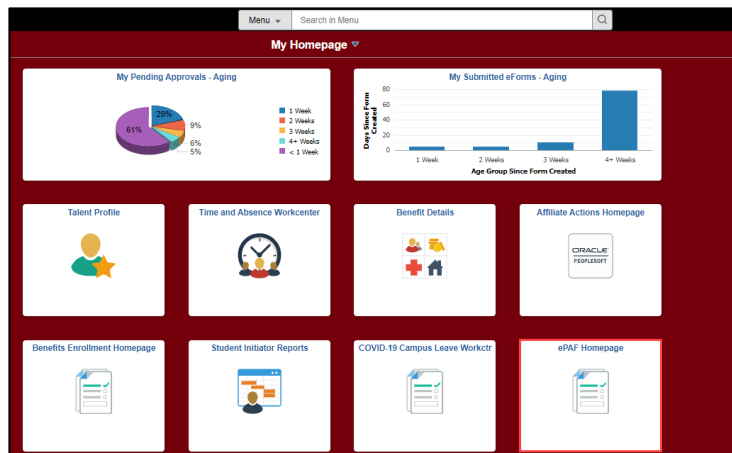 Menu Search in Menu
My Homepage
My Pending Approvals - Aging
20%
9%
61%
6%
5%
1 Week
2 Weeks
3 Weeks
4+ Weeks
< 1 Week
My Submitted eForms - Aging
Days Since Form
Created
80
60
40
20
0
1 Week 2 Weeks 3 Weeks 4+ Weeks
Age Group Since Form Created
Talent Profile
Time and Absence Workcenter
Benefit Details
Affiliate Actions Homepage
ORACLE
PEOPLESOFT
Benefits Enrollment Homepage
Student Initiator Reports
COVID-19 Campus Leave Workctr
ePAF Homepage